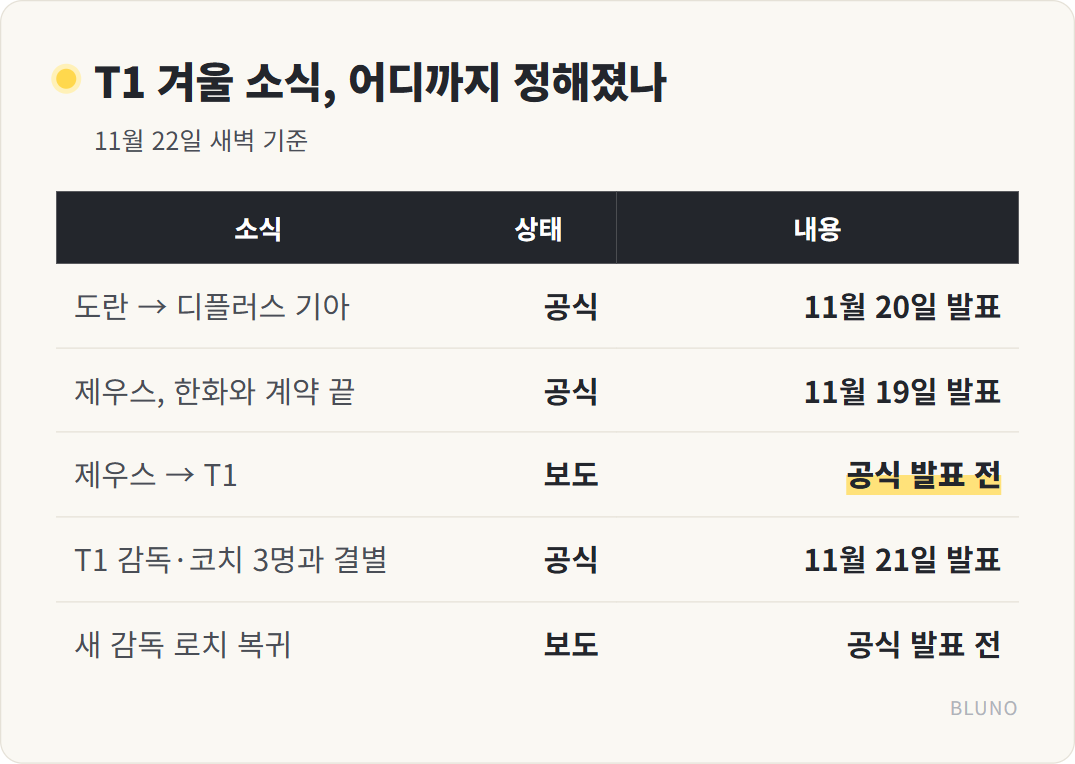 T1 겨울 소식, 어디까지 정해졌나
11월 22일 새벽 기준
소식 상태 내용
도란 → 디플러스 기아 공식 11월 20일 발표
제우스, 한화와 계약 끝 공식 11월 19일 발표
제우스 → T1 보도 공식 발표 전
T1 감독·코치 3명과 결별 공식 11월 21일 발표
새 감독 로치 복귀 보도 공식 발표 전
BLUNO